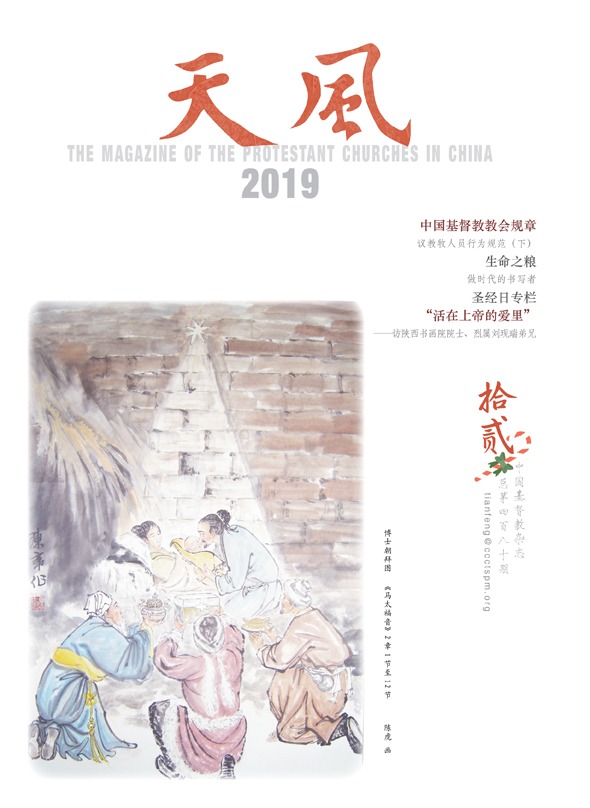 天風
THE MAGAZINE OF THE PROTESTANT CHURCHES IN CHINA
2019
中国基督教教会规章
议教牧人员行为规范（下）
生命之粮
做时代的书写者
圣经日专栏
“活在上帝的爱里”
——访陕西书画院院士、烈属刘现端弟兄
拾贰
中国基督教杂志
总第四百八十期
tianfeng@ccctspm.org
博士朝拜图 《马太福音》2章1节至12节 陈虎 画